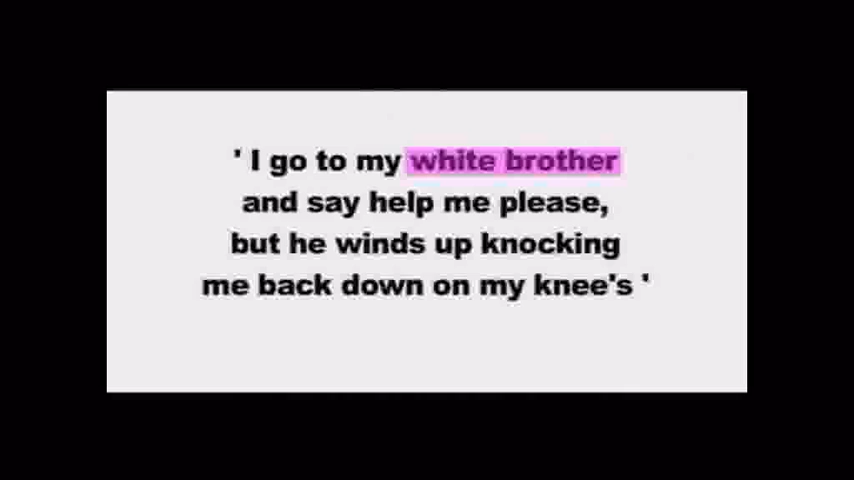 ' I go to my white brother
and say help me please,
but he winds up knocking
me back down on my knee's '